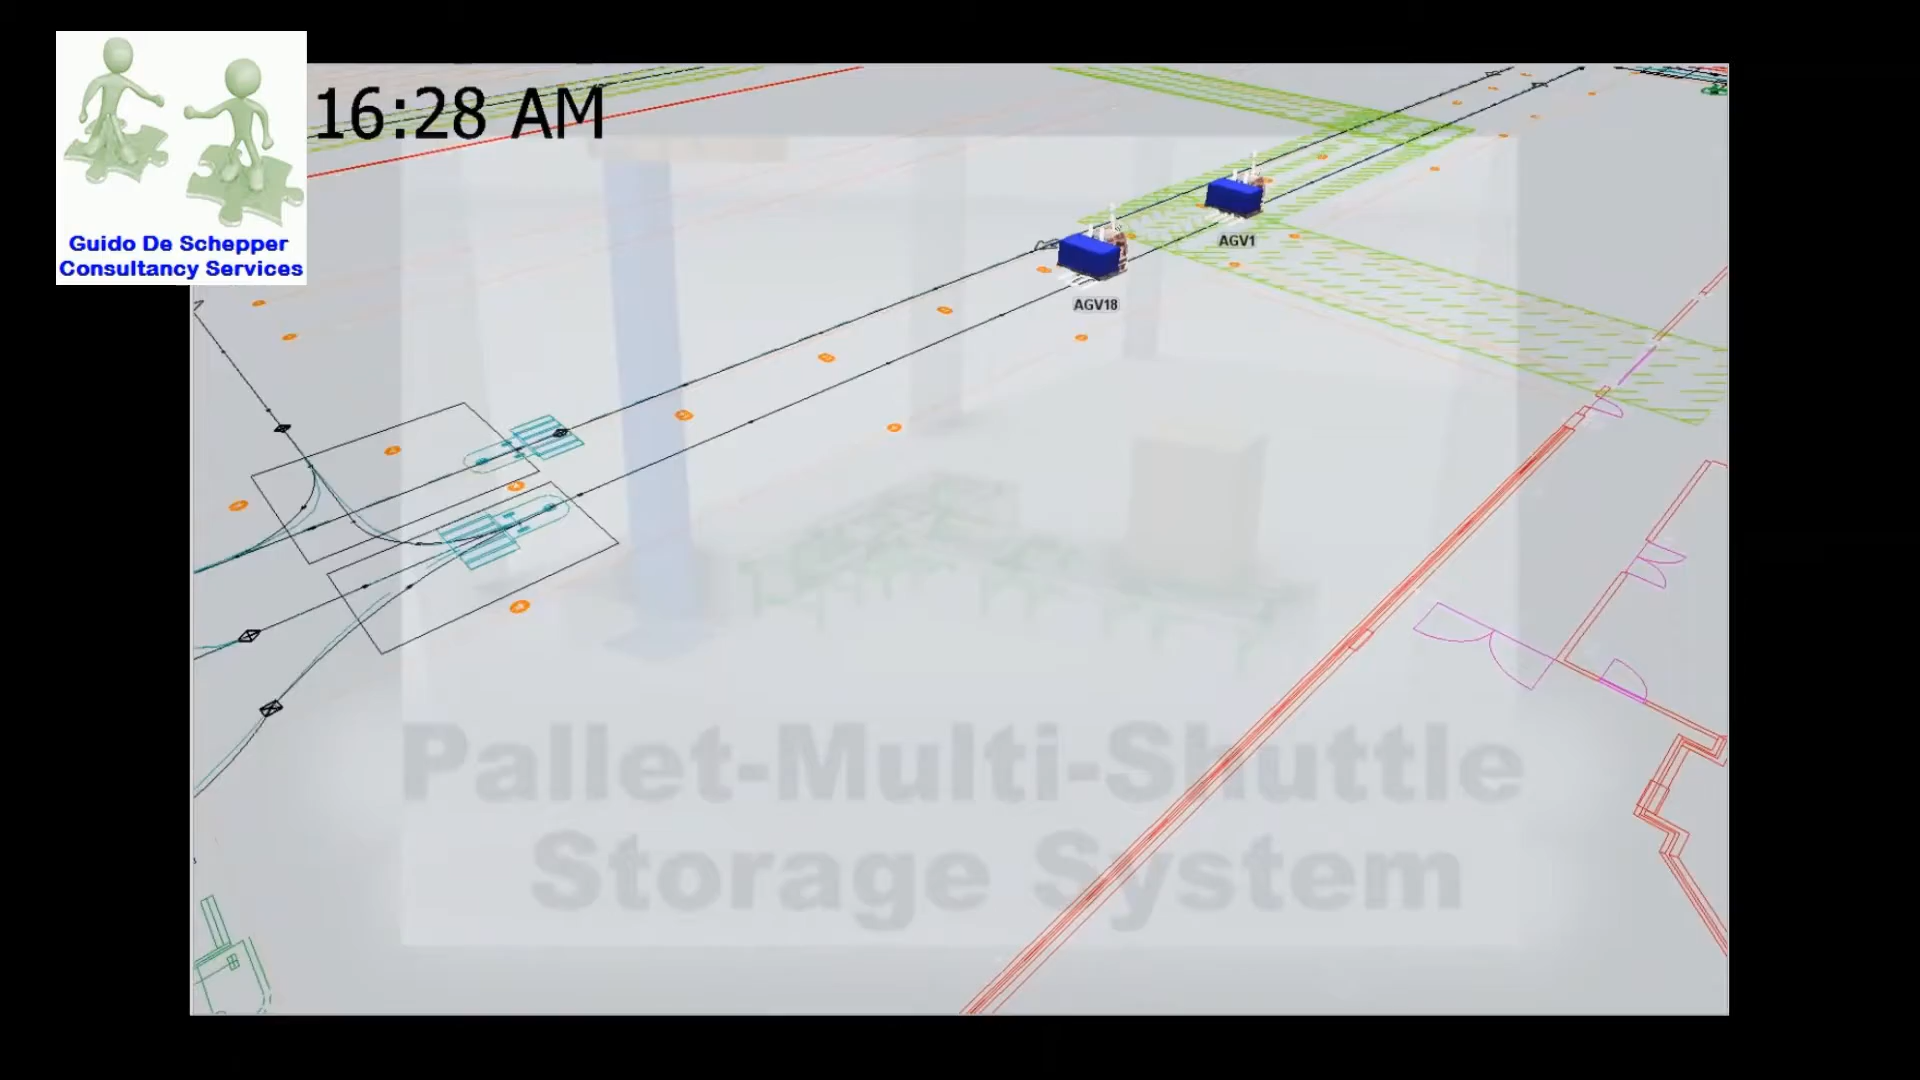 16:28 AM
Guido De Schepper
Consultancy Services
AGV1
AGV18
Pallet-Multi-Shuttle
Storage System